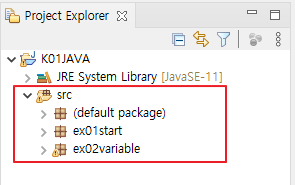 Project Explorer
K01JAVA
JRE System Library [JavaSE-11]
src
(default package)
ex01start
ex02variable